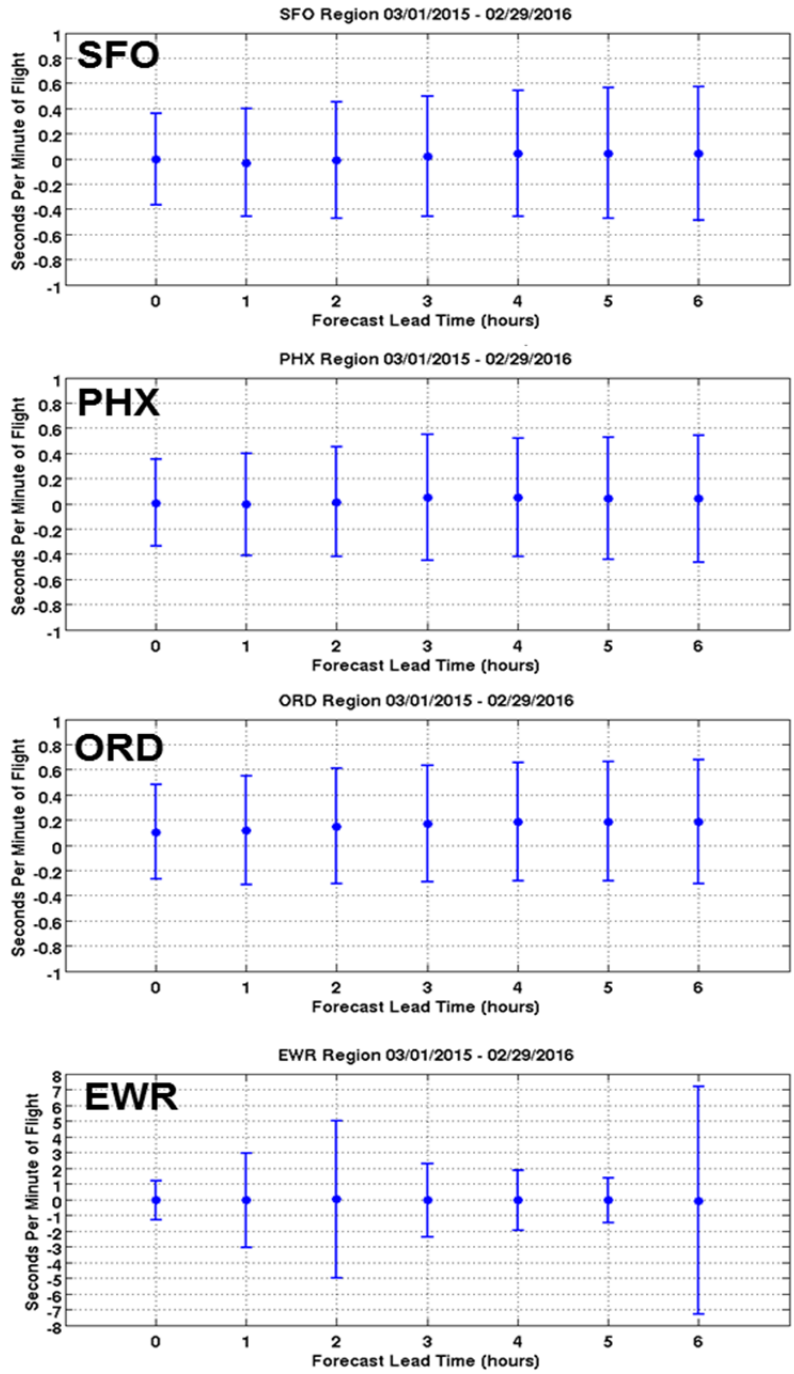 SFO Region 03/01/2015 - 02/29/2016
SFO
Seconds Per Minute of Flight
1
0.8
0.6
0.4
0.2
0
-0.2
-0.4
-0.6
-0.8
-1
0 1 2 3 4 5 6
Forecast Lead Time (hours)
PHX Region 03/01/2015 - 02/29/2016
PHX
Seconds Per Minute of Flight
1
0.8
0.6
0.4
0.2
0
-0.2
-0.4
-0.6
-0.8
-1
0 1 2 3 4 5 6
Forecast Lead Time (hours)
ORD Region 03/01/2015 - 02/29/2016
ORD
Seconds Per Minute of Flight
1
0.8
0.6
0.4
0.2
0
-0.2
-0.4
-0.6
-0.8
-1
0 1 2 3 4 5 6
Forecast Lead Time (hours)
EWR Region 03/01/2015 - 02/29/2016
EWR
Seconds Per Minute of Flight
8
7
6
5
4
3
2
1
0
-1
-2
-3
-4
-5
-6
-7
-8
0 1 2 3 4 5 6
Forecast Lead Time (hours)